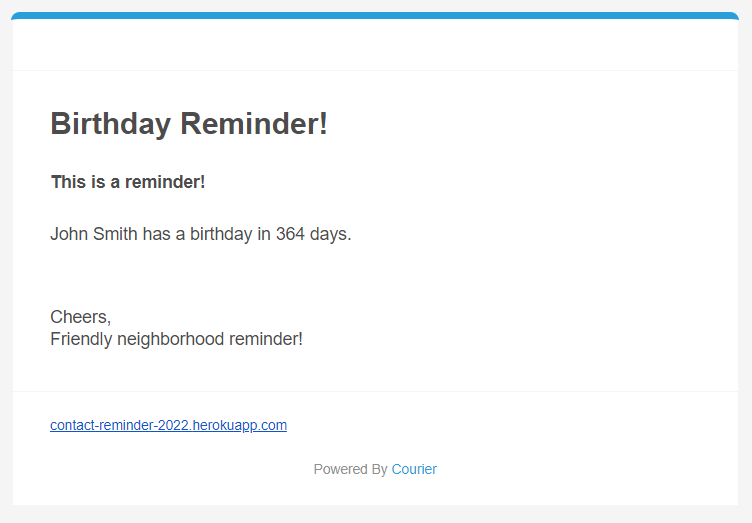 Birthday Reminder!
This is a reminder!
John Smith has a birthday in 364 days.
Cheers,
Friendly neighborhood reminder!
contact-reminder-2022.herokuapp.com
Powered By Courier